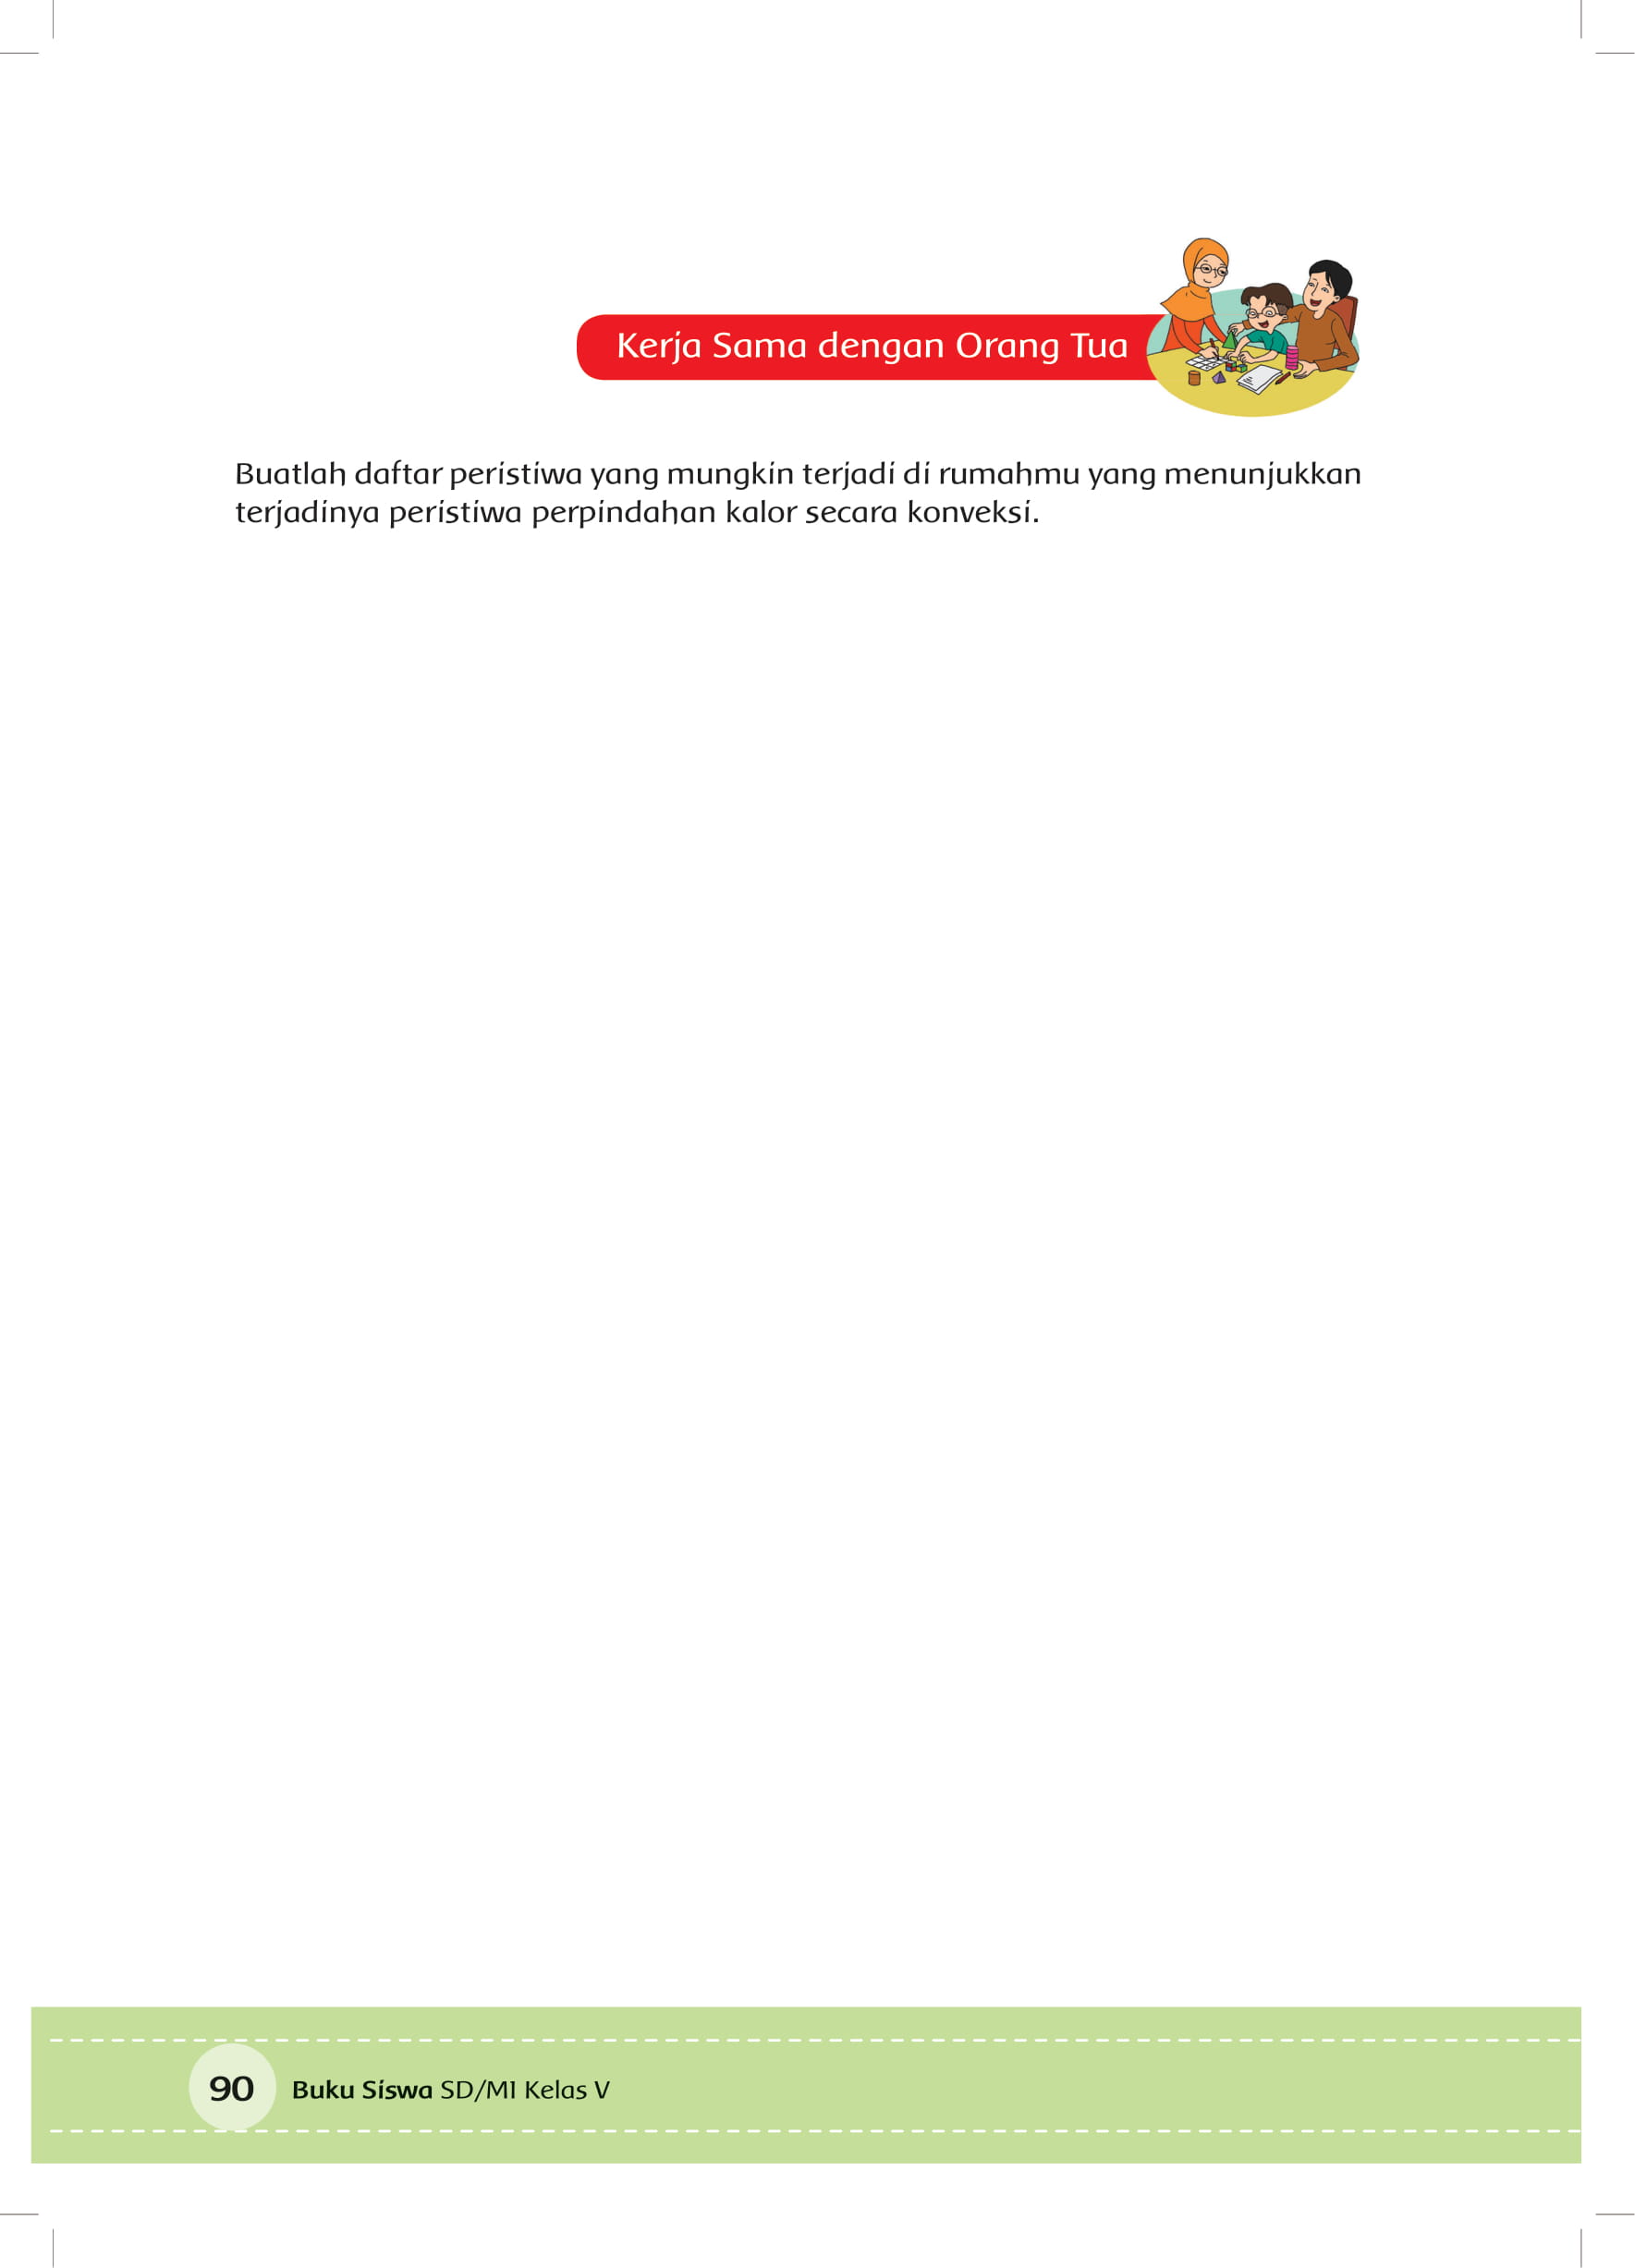 Kerja Sama dengan Orang Tua
Buatlah daftar peristiwa yang mungkin terjadi di rumahmu yang menunjukkan
terjadinya peristiwa perpindahan kalor secara konveksi.
90 Buku Siswa SD/MI Kelas V